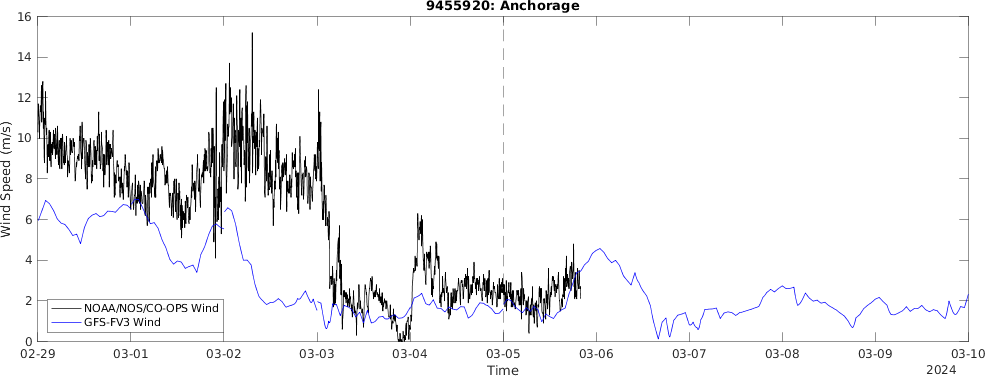 9455920: Anchorage
16
14
12
10
8
6
4
2
0
Wind Speed (m/s)
NOAA/NOS/CO-OPS Wind
GFS-FV3 Wind
02-29 03-01 03-02 03-03 03-04 03-05 03-06 03-07 03-08 03-09 03-10
Time
2024